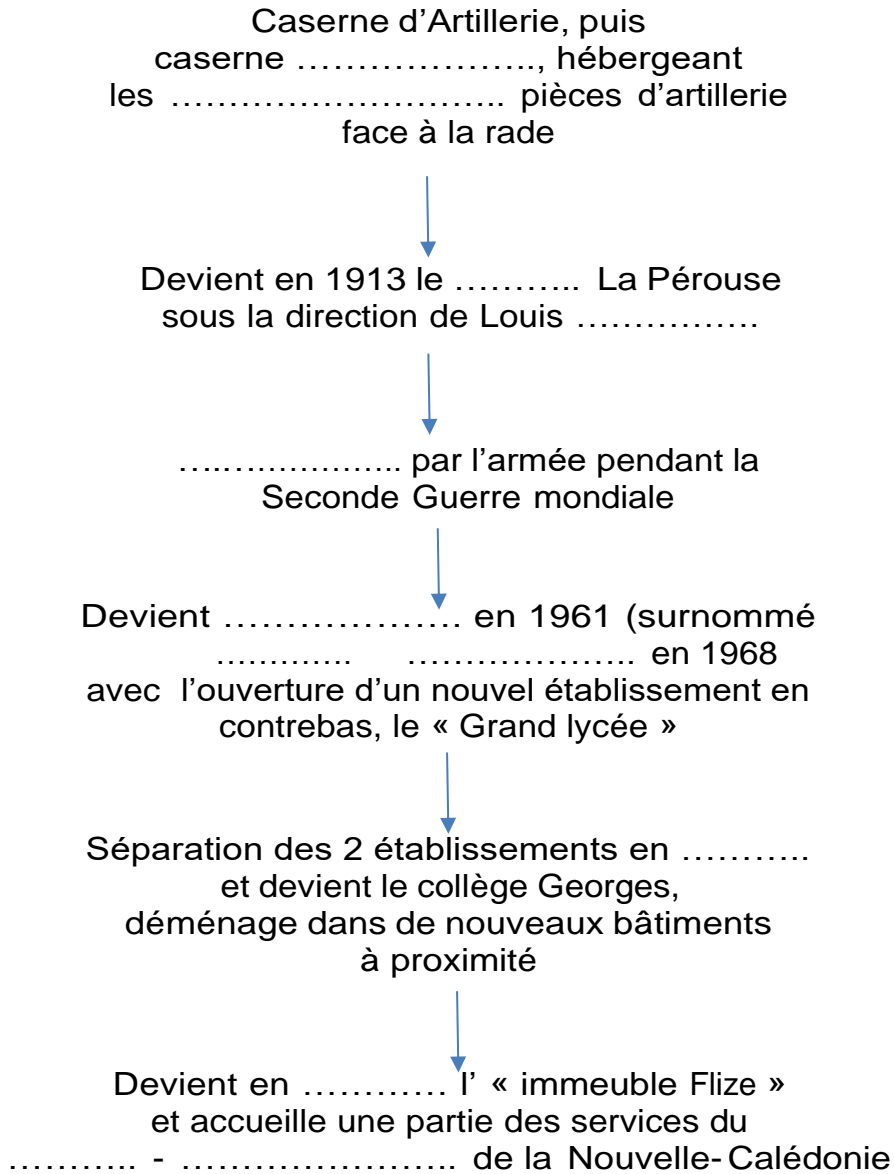 Caserne d’Artillerie, puis
caserne ………………….., hébergeant
les ……………………….. pièces d’artillerie
face à la rade
Devient en 1913 le ……….. La Pérouse
sous la direction de Louis …………….
…..…………….. par l’armée pendant la
Seconde Guerre mondiale
Devient …………………. en 1961 (surnommé
…………. ………………….. en 1968
avec l’ouverture d’un nouvel établissement en
contrebas, le « Grand lycée »
Séparation des 2 établissements en ………..
et devient le collège Georges,
déménage dans de nouveaux bâtiments
à proximité
Devient en ………… l’ « immeuble Flize »
et accueille une partie des services du
……….. - …………………….. de la Nouvelle-Calédonie